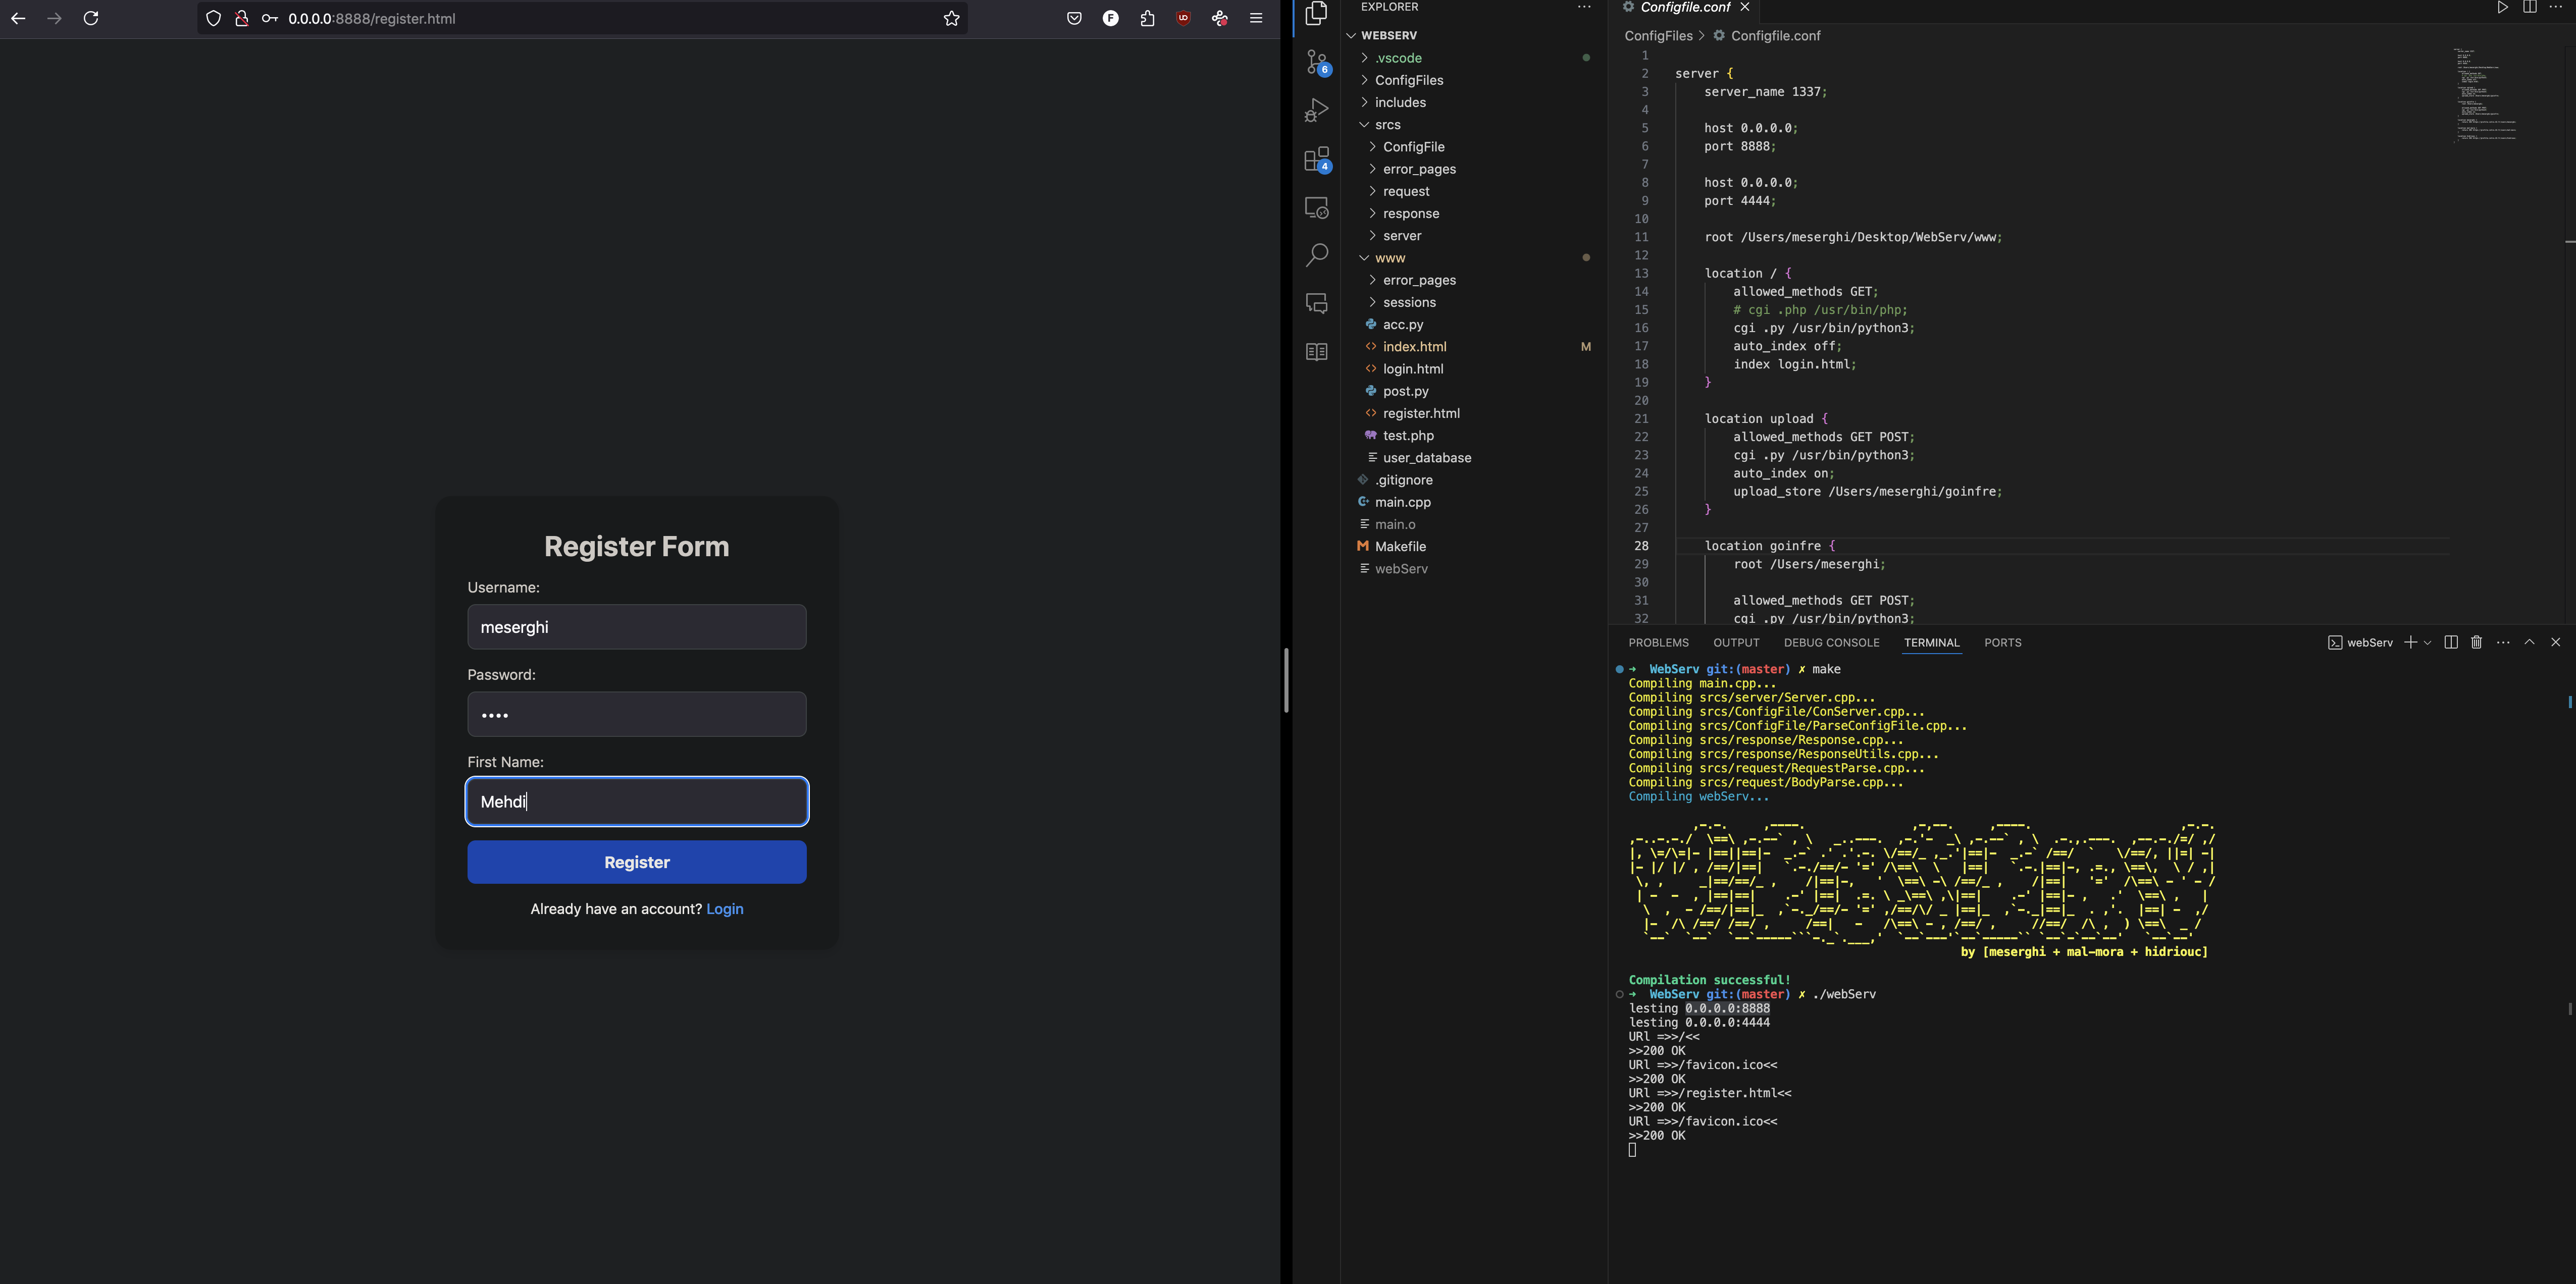 0.0.0.0:8888/register.html
Register Form
Username:
meserghi
Password:
••••
First Name:
Mehdi
Register
Already have an account? Login
6
4
EXPLORER
WEBSERV
.vscode
ConfigFiles
includes
srcs
ConfigFile
error_pages
request
response
server
www
error_pages
sessions
acc.py
index.html M
login.html
post.py
register.html
test.php
user_database
.gitignore
main.cpp
main.o
Makefile
webServ
Configfile.conf
ConfigFiles > Configfile.conf
1
2 server {
3 server_name 1337;
4
5 host 0.0.0.0;
6 port 8888;
7
8 host 0.0.0.0;
9 port 4444;
10
11 root /Users/meserghi/Desktop/WebServ/www;
12
13 location / {
14 allowed_methods GET;
15 # cgi .php /usr/bin/php;
16 cgi .py /usr/bin/python3;
17 auto_index off;
18 index login.html;
19 }
20
21 location upload {
22 allowed_methods GET POST;
23 cgi .py /usr/bin/python3;
24 auto_index on;
25 upload_store /Users/meserghi/goinfre;
26 }
27
28 location goinfre {
29 root /Users/meserghi;
30
31 allowed_methods GET POST;
32 cgi .py /usr/bin/python3;
PROBLEMS OUTPUT DEBUG CONSOLE TERMINAL PORTS
webServ
➜ WebServ git:(master) ✗ make
Compiling main.cpp...
Compiling srcs/server/Server.cpp...
Compiling srcs/ConfigFile/ConServer.cpp...
Compiling srcs/ConfigFile/ParseConfigFile.cpp...
Compiling srcs/response/Response.cpp...
Compiling srcs/response/ResponseUtils.cpp...
Compiling srcs/request/RequestParse.cpp...
Compiling srcs/request/BodyParse.cpp...
Compiling webServ...
by [meserghi + mal-mora + hidriouc]
Compilation successful!
➜ WebServ git:(master) ✗ ./webServ
lesting 0.0.0.0:8888
lesting 0.0.0.0:4444
URl =>>/<<
>>200 OK
URl =>>/favicon.ico<<
>>200 OK
URl =>>/register.html<<
>>200 OK
URl =>>/favicon.ico<<
>>200 OK